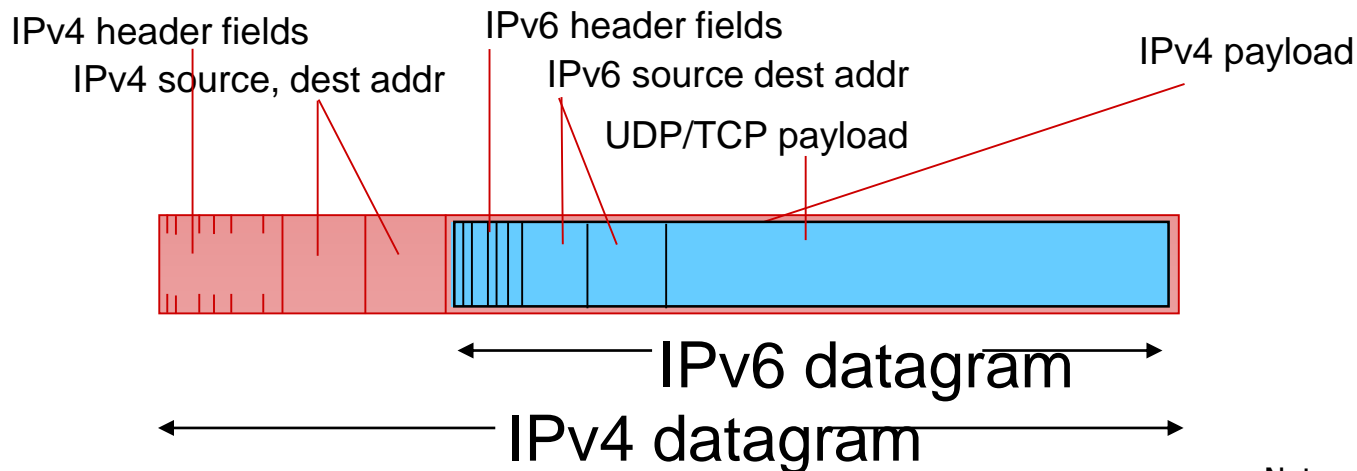 IPv4 header fields
IPv6 header fields
IPv4 payload
IPv4 source, dest addr
IPv6 source dest addr
UDP/TCP payload
IPv6 datagram
IPv4 datagram